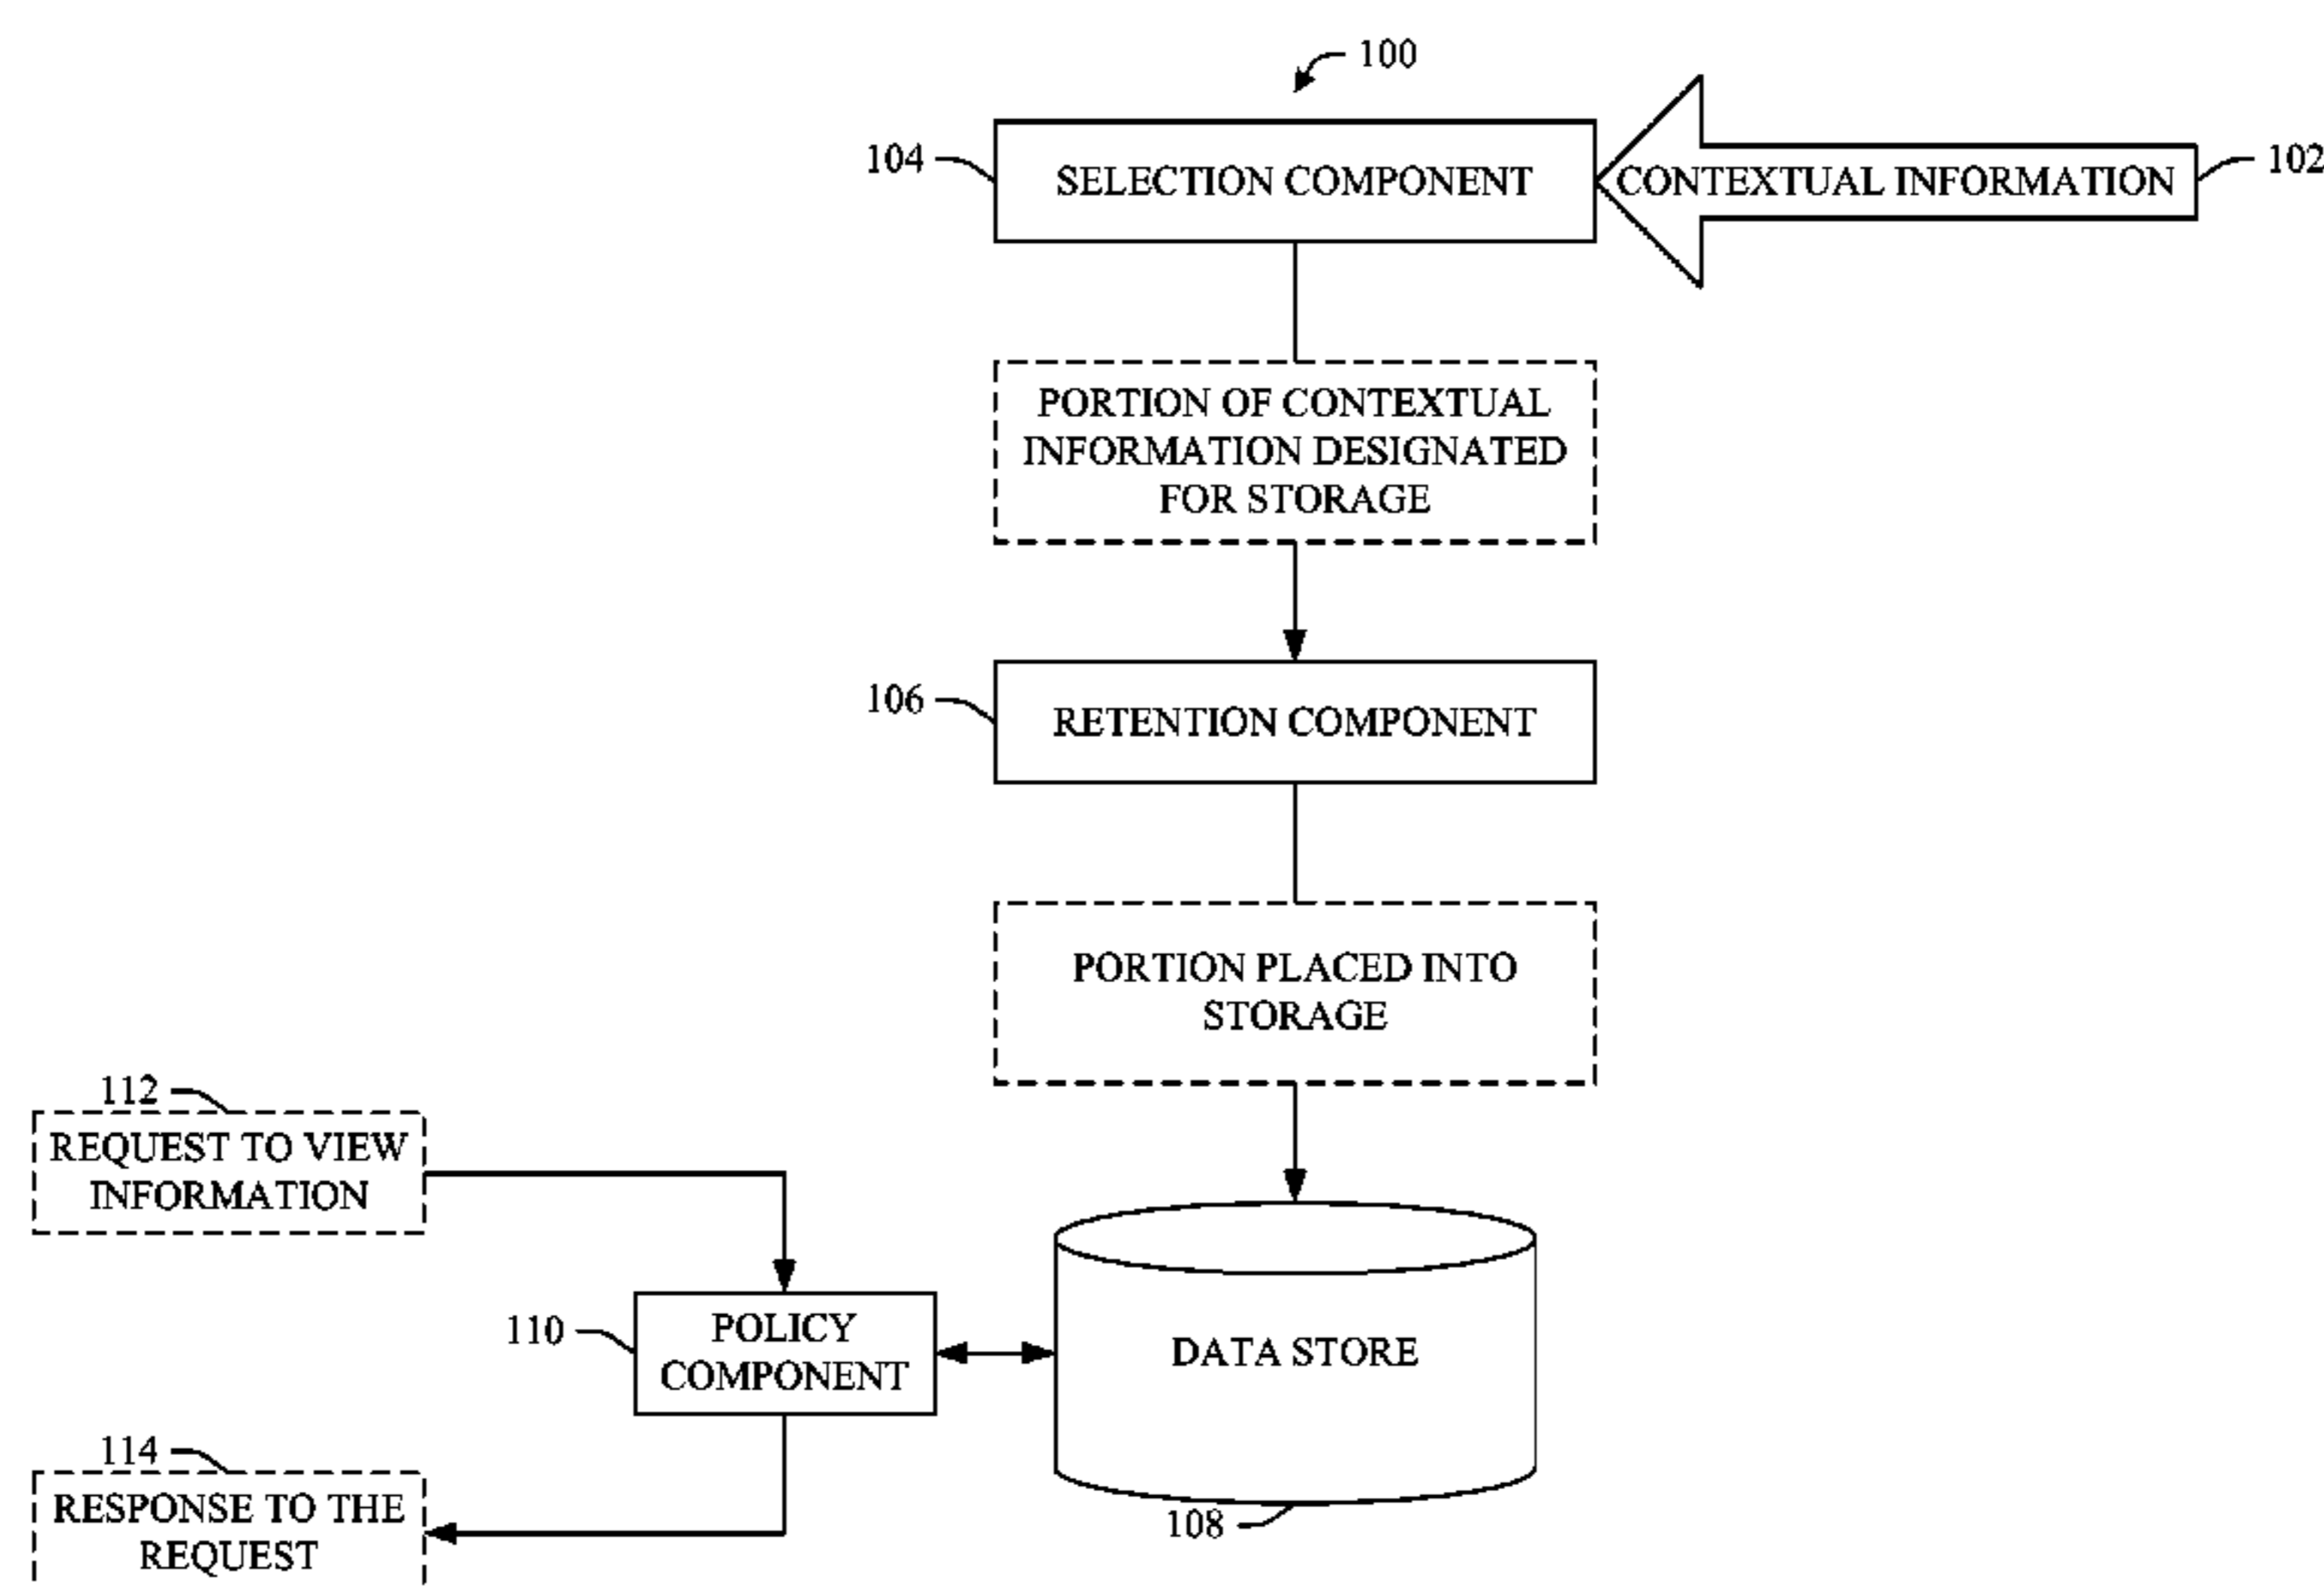 100
104
SELECTION COMPONENT
CONTEXTUAL INFORMATION
102
PORTION OF CONTEXTUAL
INFORMATION DESIGNATED
FOR STORAGE
106
RETENTION COMPONENT
PORTION PLACED INTO
STORAGE
112
REQUEST TO VIEW
INFORMATION
110
POLICY
COMPONENT
DATA STORE
114
RESPONSE TO THE
REQUEST
108